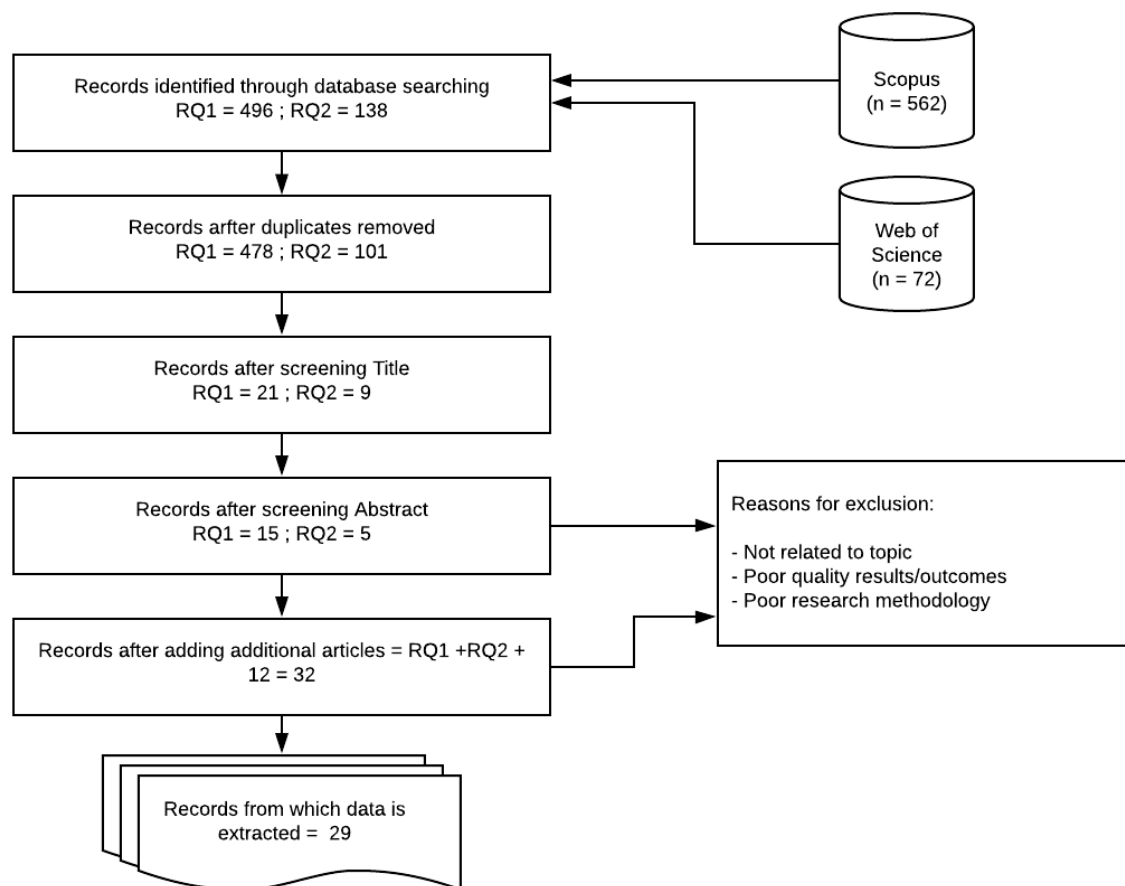 Records identified through database searching
RQ1 = 496 ; RQ2 = 138
Scopus
(n = 562)
Web of
Science
(n = 72)
Records arfter duplicates removed
RQ1 = 478 ; RQ2 = 101
Records after screening Title
RQ1 = 21 ; RQ2 = 9
Records after screening Abstract
RQ1 = 15 ; RQ2 = 5
Reasons for exclusion:
- Not related to topic
- Poor quality results/outcomes
- Poor research methodology
Records after adding additional articles = RQ1 +RQ2 +
12 = 32
Records from which data is
extracted =  29